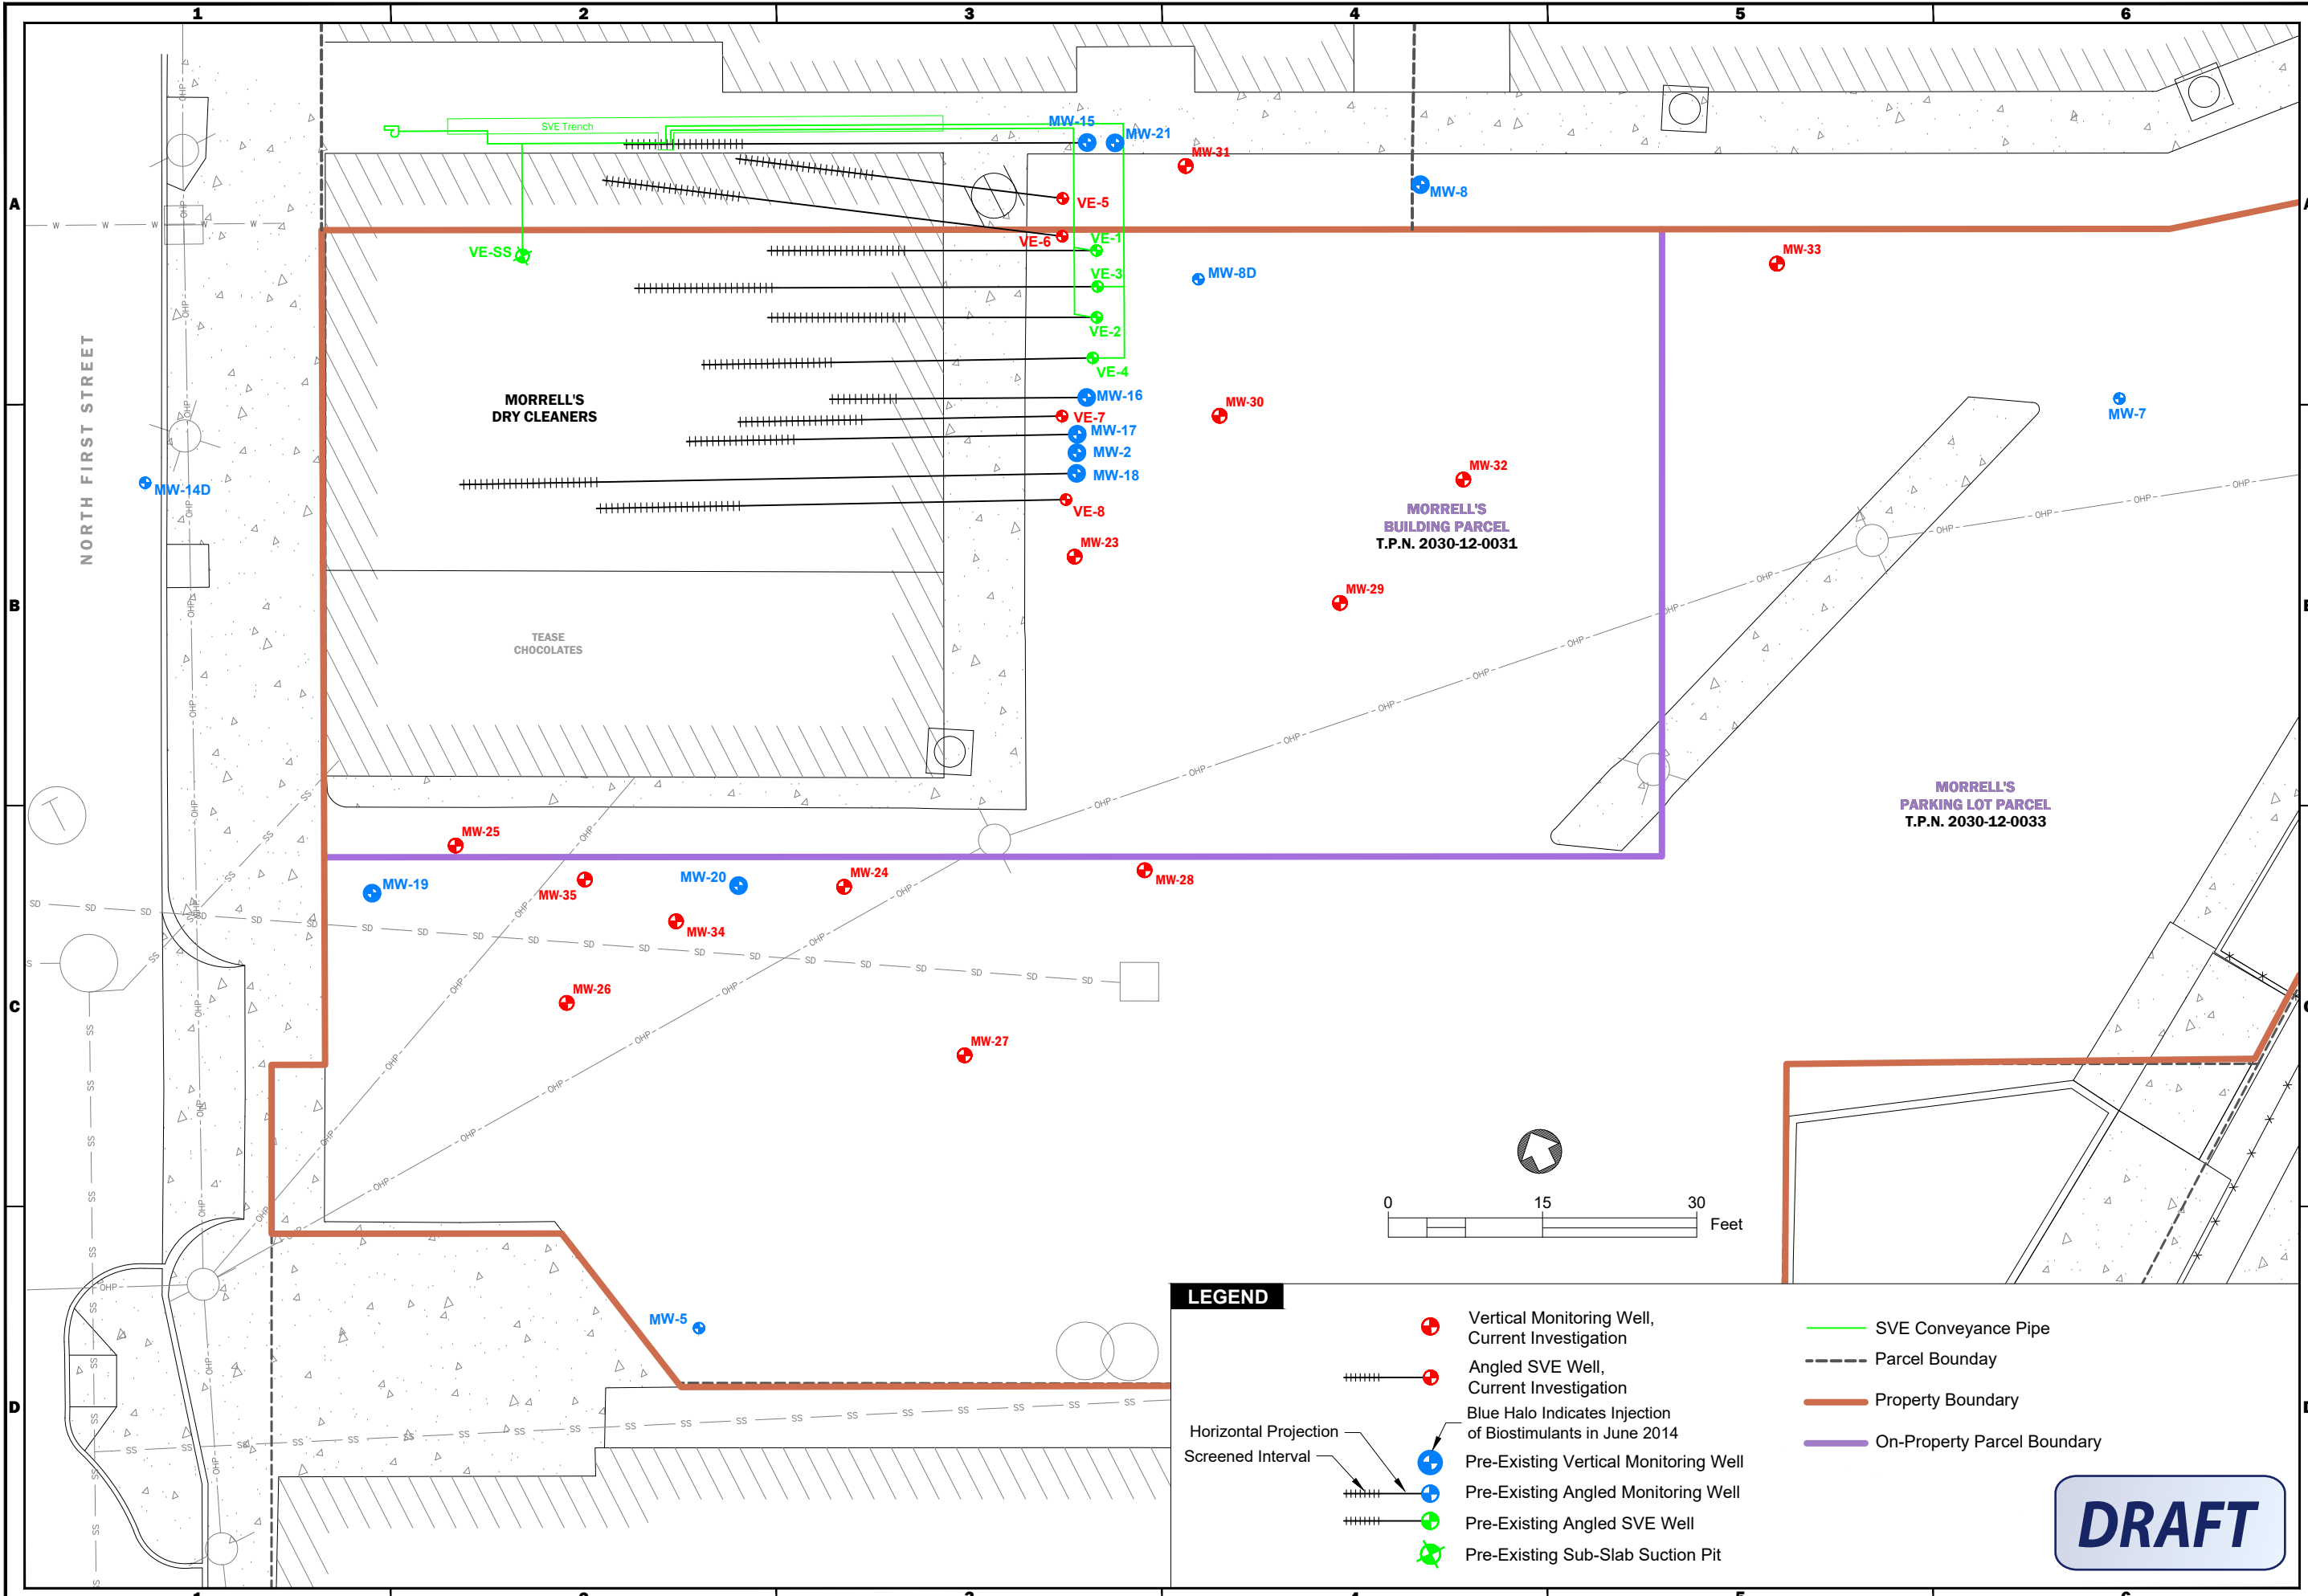 1 2 3 4 5 6
A
B
C
D
NORTH FIRST STREET
SVE Trench
MW-15
MW-21
MW-31
MW-8
VE-5
VE-6
VE-1
VE-SS
MW-33
VE-3
MW-8D
VE-2
VE-4
MORRELL'S
DRY CLEANERS
MW-16
MW-30
VE-7
MW-7
MW-17
MW-2
MW-32
MW-18
MW-14D
VE-8
MORRELL'S
BUILDING PARCEL
T.P.N. 2030-12-0031
MW-23
MW-29
TEASE
CHOCOLATES
MORRELL'S
PARKING LOT PARCEL
T.P.N. 2030-12-0033
MW-25
MW-24
MW-28
MW-19
MW-20
MW-35
MW-34
MW-26
MW-27
W W W W W
OHP
SS
SD
0 15 30
Feet
MW-5
LEGEND
Vertical Monitoring Well,
Current Investigation
Angled SVE Well,
Current Investigation
Blue Halo Indicates Injection
of Biostimulants in June 2014
Horizontal Projection
Screened Interval
Pre-Existing Vertical Monitoring Well
Pre-Existing Angled Monitoring Well
Pre-Existing Angled SVE Well
Pre-Existing Sub-Slab Suction Pit
SVE Conveyance Pipe
Parcel Bounday
Property Boundary
On-Property Parcel Boundary
DRAFT